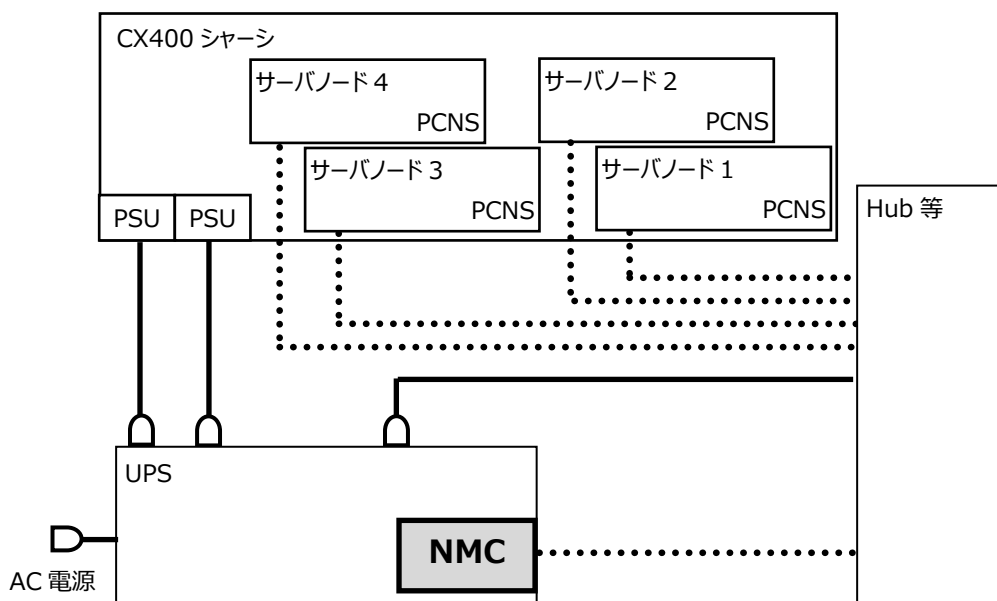 CX400 シャーシ
サーバノード4
PCNS
サーバノード2
PCNS
サーバノード3
PCNS
サーバノード1
PCNS
PSU
PSU
Hub 等
UPS
NMC
AC 電源